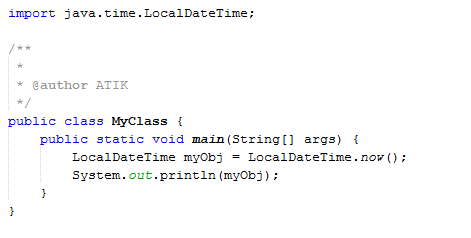 import java.time.LocalDateTime;
/**
 *
 * @author ATIK
 */
public class MyClass {
    public static void main(String[] args) {
        LocalDateTime myObj = LocalDateTime.now();
        System.out.println(myObj);
    }
}